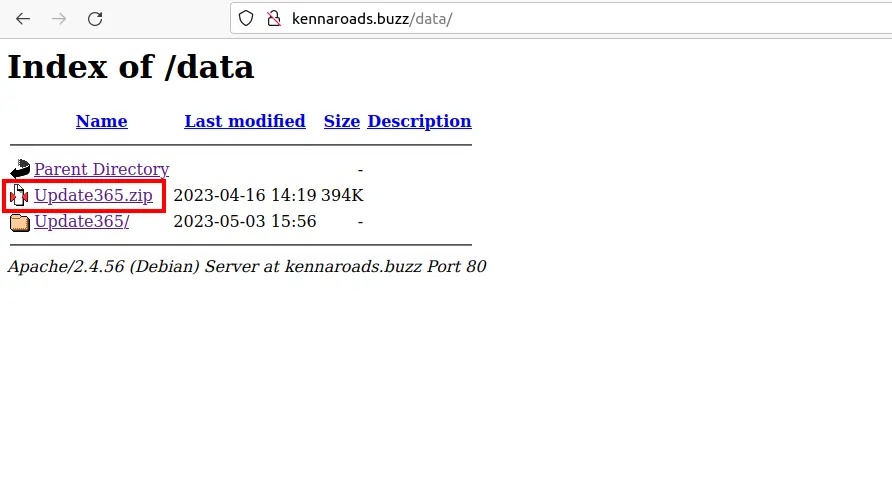 kennaroads.buzz/data/
Index of /data
Name Last modified Size Description
Parent Directory -
Update365.zip 2023-04-16 14:19 394K
Update365/ 2023-05-03 15:56 -
Apache/2.4.56 (Debian) Server at kennaroads.buzz Port 80